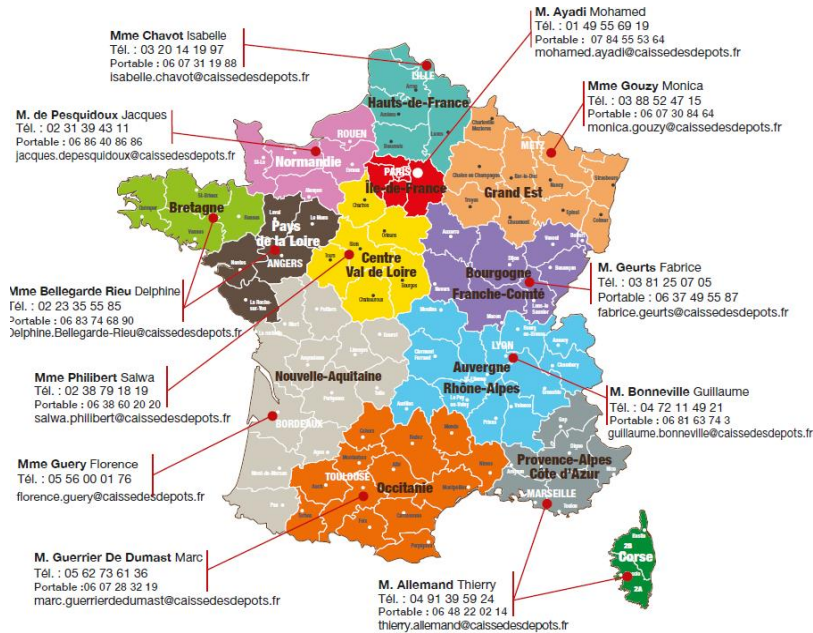 M. Ayadi Mohamed
Tél. : 01 49 55 69 19
Portable : 07 84 55 53 64
mohamed.ayadi@caissedesdepots.fr
Mme Chavot Isabelle
Tél. : 03 20 14 19 97
Portable : 06 07 31 19 88
isabelle.chavot@caissedesdepots.fr
Mme Gouzy Monica
Tél. : 03 88 52 47 15
Portable : 06 07 30 84 64
monica.gouzy@caissedesdepots.fr
M. de Pesquidoux Jacques
Tél. : 02 31 39 43 11
Portable : 06 86 40 86 86
jacques.depesquidoux@caissedesdepots.fr
LILLE
Hauts-de-France
ROUEN
Normandie
PARIS
Île-de-France
METZ
Grand Est
Strasbourg
Bretagne
Pays
de la Loire
ANGERS
Centre
Val de Loire
Bourgogne
Franche-Comté
Mme Bellegarde Rieu Delphine
Tél. : 02 23 35 55 85
Portable : 06 83 74 68 90
Delphine.Bellegarde-Rieu@caissedesdepots.fr
M. Geurts Fabrice
Tél. : 03 81 25 07 05
Portable : 06 37 49 55 87
fabrice.geurts@caissedesdepots.fr
Mme Philibert Salwa
Tél. : 02 38 79 18 19
Portable : 06 38 60 20 20
salwa.philibert@caissedesdepots.fr
Nouvelle-Aquitaine
BORDEAUX
LYON
Auvergne
Rhône-Alpes
M. Bonneville Guillaume
Tél. : 04 72 11 49 21
Portable : 06 81 63 74 3
guillaume.bonneville@caissedesdepots.fr
Mme Guery Florence
Tél. : 05 56 00 01 76
florence.guery@caissedesdepots.fr
TOULOUSE
Occitanie
Provence-Alpes
Côte d'Azur
MARSEILLE
M. Guerrier De Dumast Marc
Tél. : 05 62 73 61 36
Portable :06 07 28 32 19
marc.guerrierdedumast@caissedesdepots.fr
M. Allemand Thierry
Tél. : 04 91 39 59 24
Portable : 06 48 22 02 14
thierry.allemand@caissedesdepots.fr
2B
Corse
2A